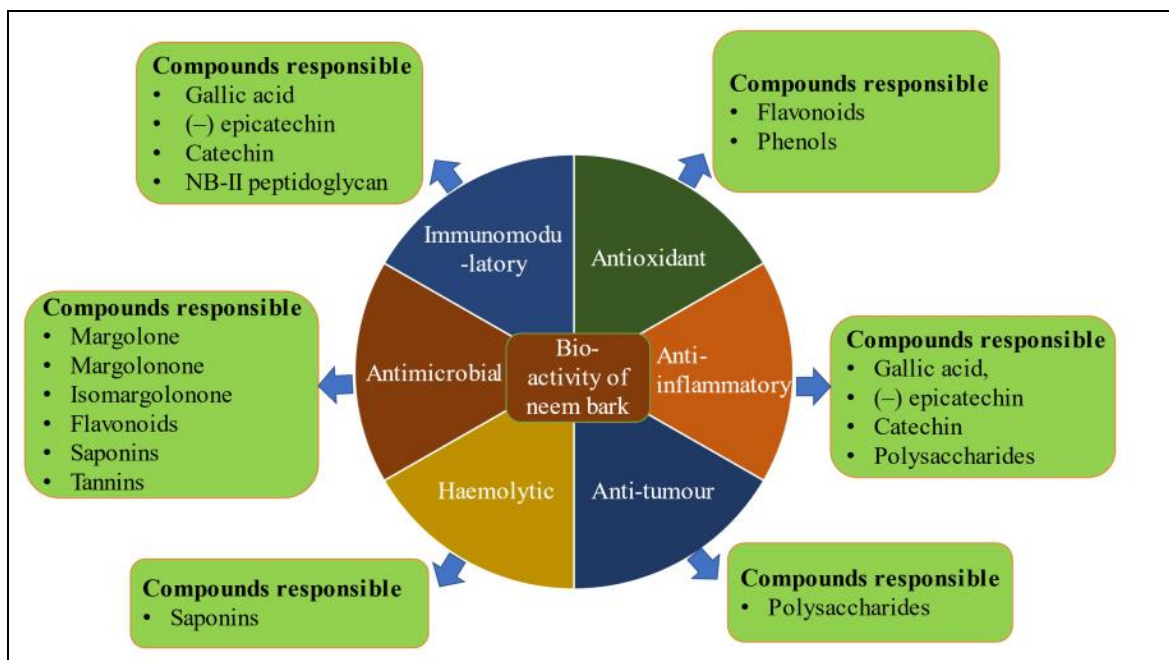 Compounds responsible
• Gallic acid
• (–) epicatechin
• Catechin
• NB-II peptidoglycan
Compounds responsible
• Flavonoids
• Phenols
Immunomodu
-latory
Antioxidant
Compounds responsible
• Margolone
• Margolonone
• Isomargolonone
• Flavonoids
• Saponins
• Tannins
Antimicrobial
Bio-
activity of
neem bark
Anti-
inflammatory
Compounds responsible
• Gallic acid,
• (–) epicatechin
• Catechin
• Polysaccharides
Haemolytic
Anti-tumour
Compounds responsible
• Saponins
Compounds responsible
• Polysaccharides